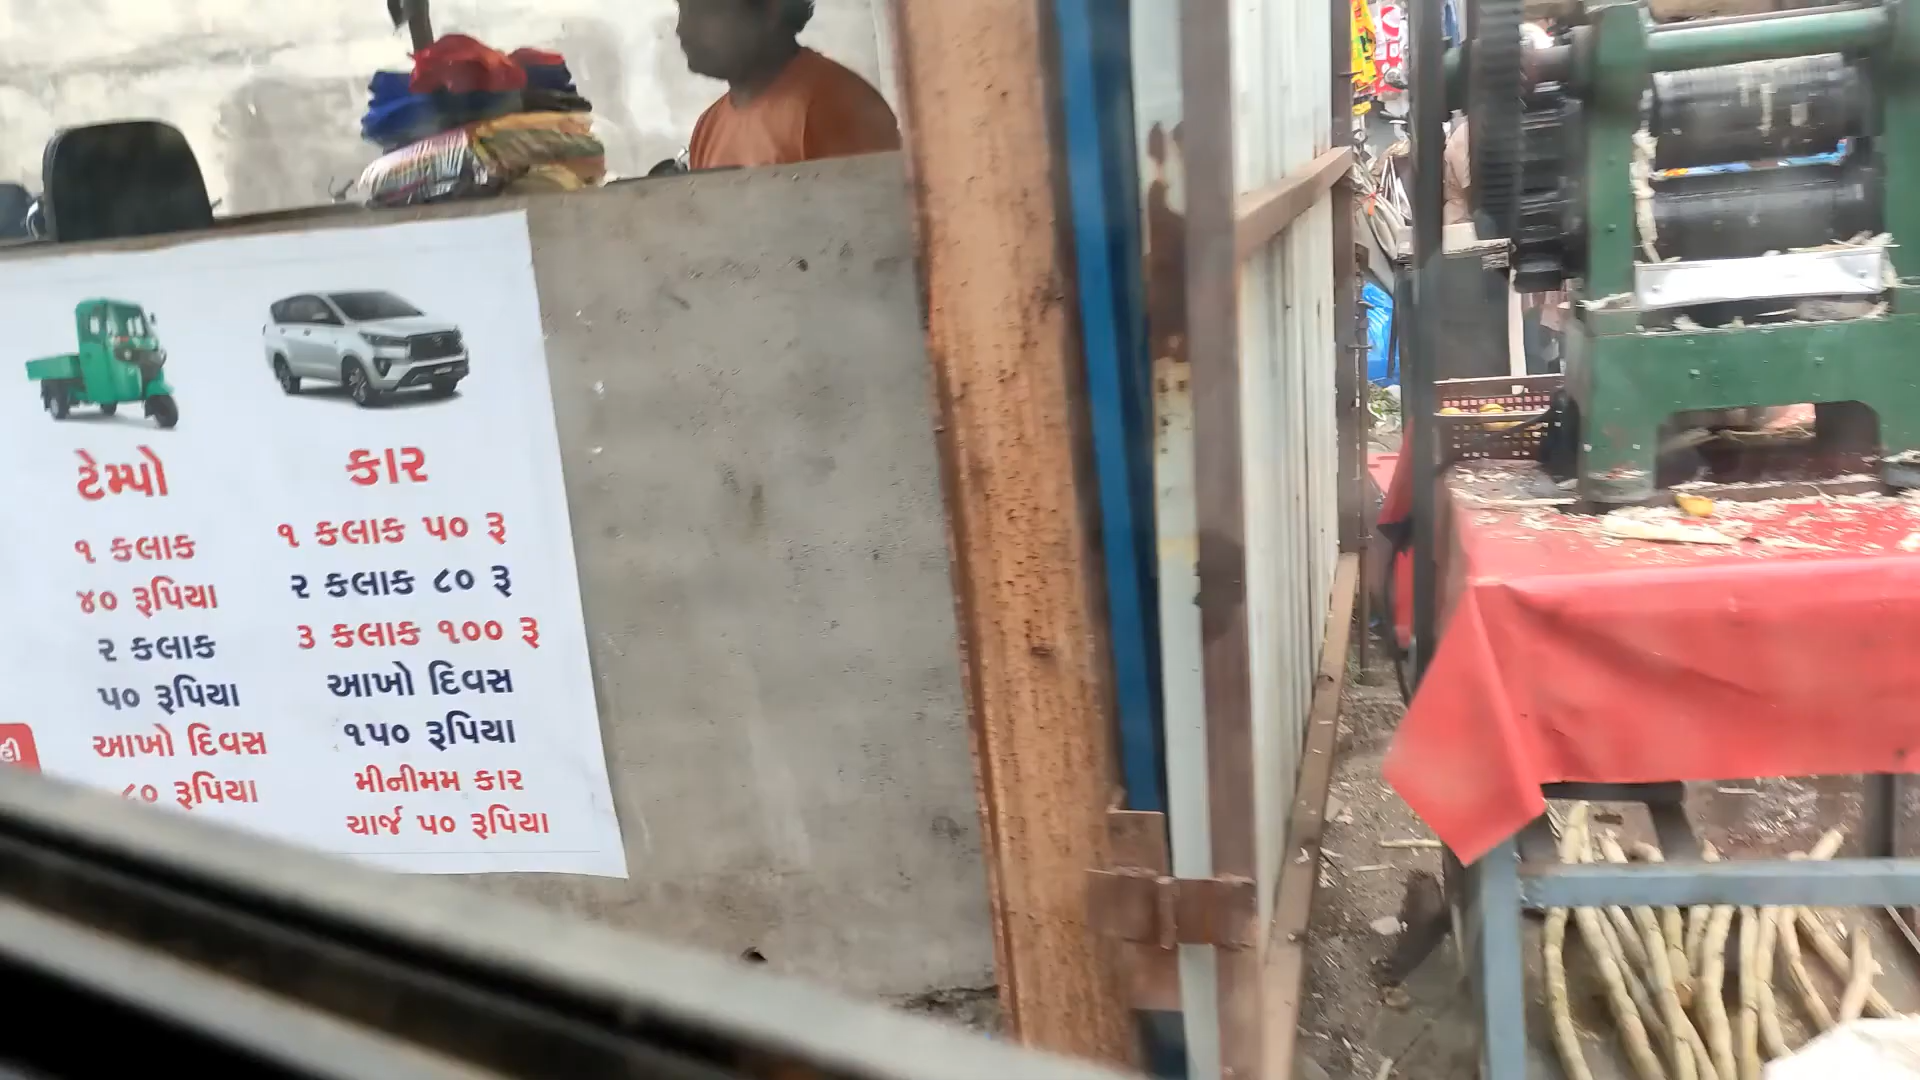 ટેમ્પો
૧ કલાક
૪૦ રૂપિયા
૨ કલાક
૫૦ રૂપિયા
આખો દિવસ
૮૦ રૂપિયા
કાર
૧ કલાક ૫૦ રૂ
૨ કલાક ૮૦ રૂ
૩ કલાક ૧૦૦ રૂ
આખો દિવસ
૧૫૦ રૂપિયા
મીનીમમ કાર
ચાર્જ ૫૦ રૂપિયા